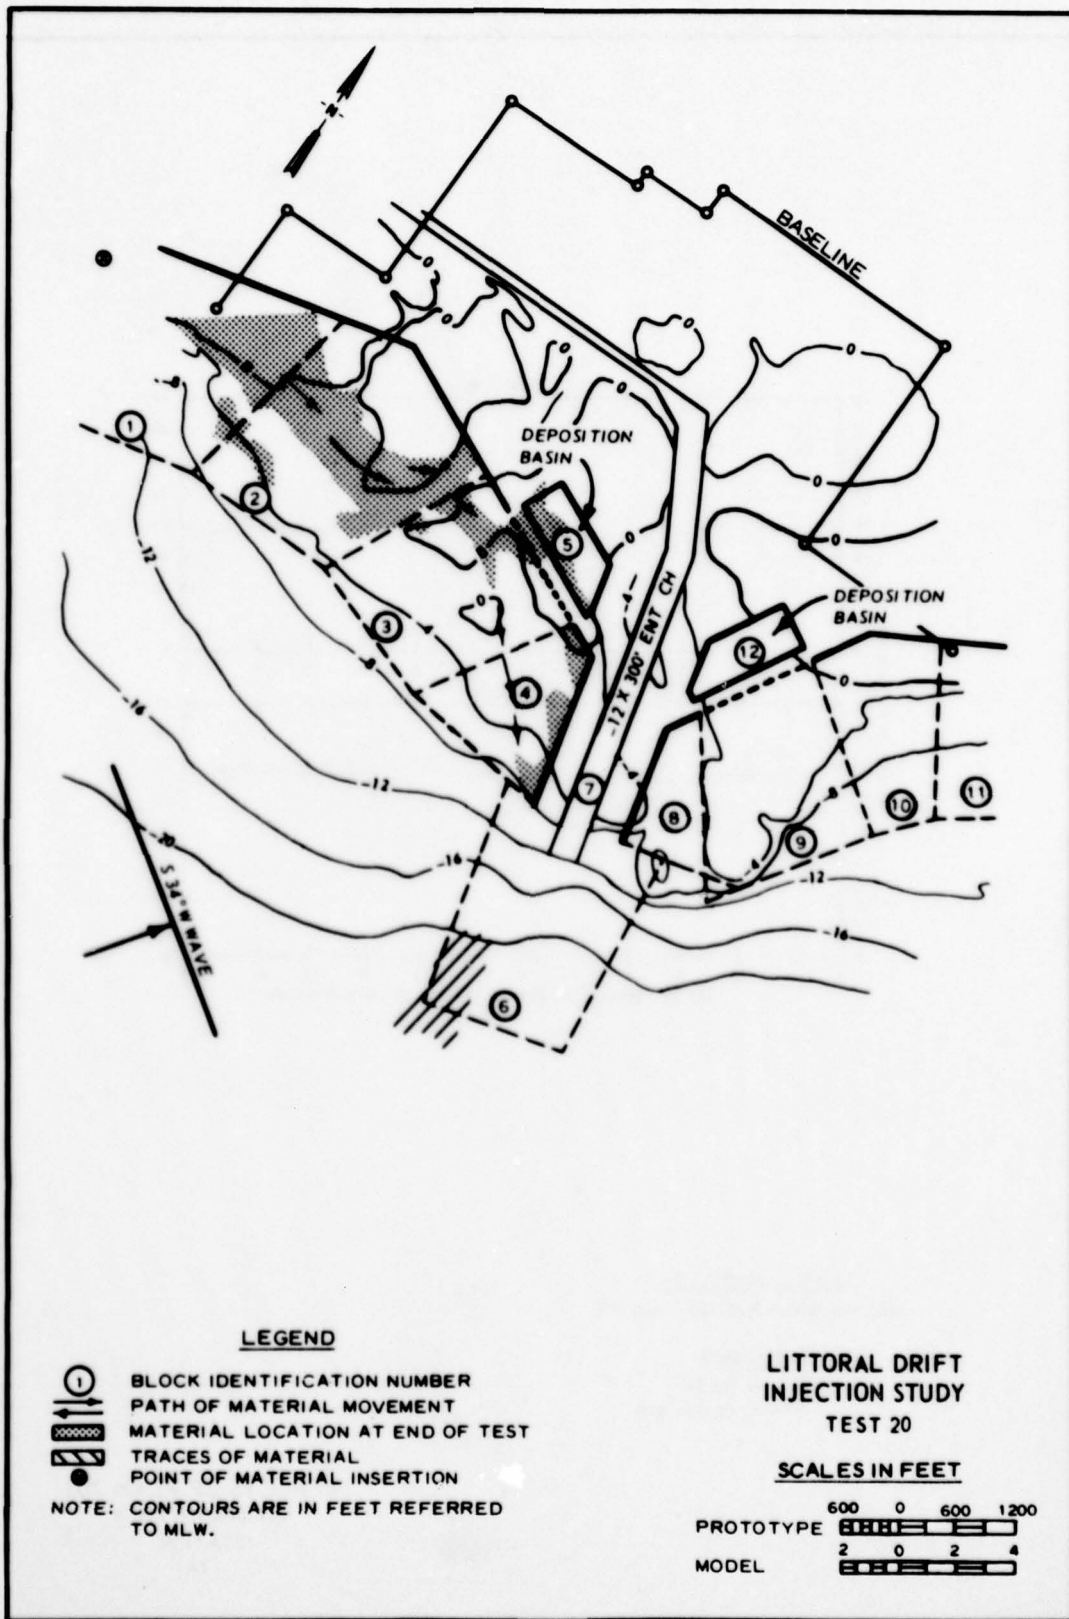 N
BASELINE
0
0
0
0
0
0
0
0
0
0
0
0
-8
-8
-8
-4
-4
-4
-4
-12
-12
-12
-16
-16
-16
-20
DEPOSITION
BASIN
DEPOSITION
BASIN
-12 X 300' ENT CH
1
2
3
4
5
6
7
8
9
10
11
12
S 34° W WAVE
LEGEND
1 BLOCK IDENTIFICATION NUMBER
PATH OF MATERIAL MOVEMENT
MATERIAL LOCATION AT END OF TEST
TRACES OF MATERIAL
POINT OF MATERIAL INSERTION
NOTE: CONTOURS ARE IN FEET REFERRED
TO MLW.
LITTORAL DRIFT
INJECTION STUDY
TEST 20
SCALES IN FEET
600 0 600 1200
PROTOTYPE
2 0 2 4
MODEL